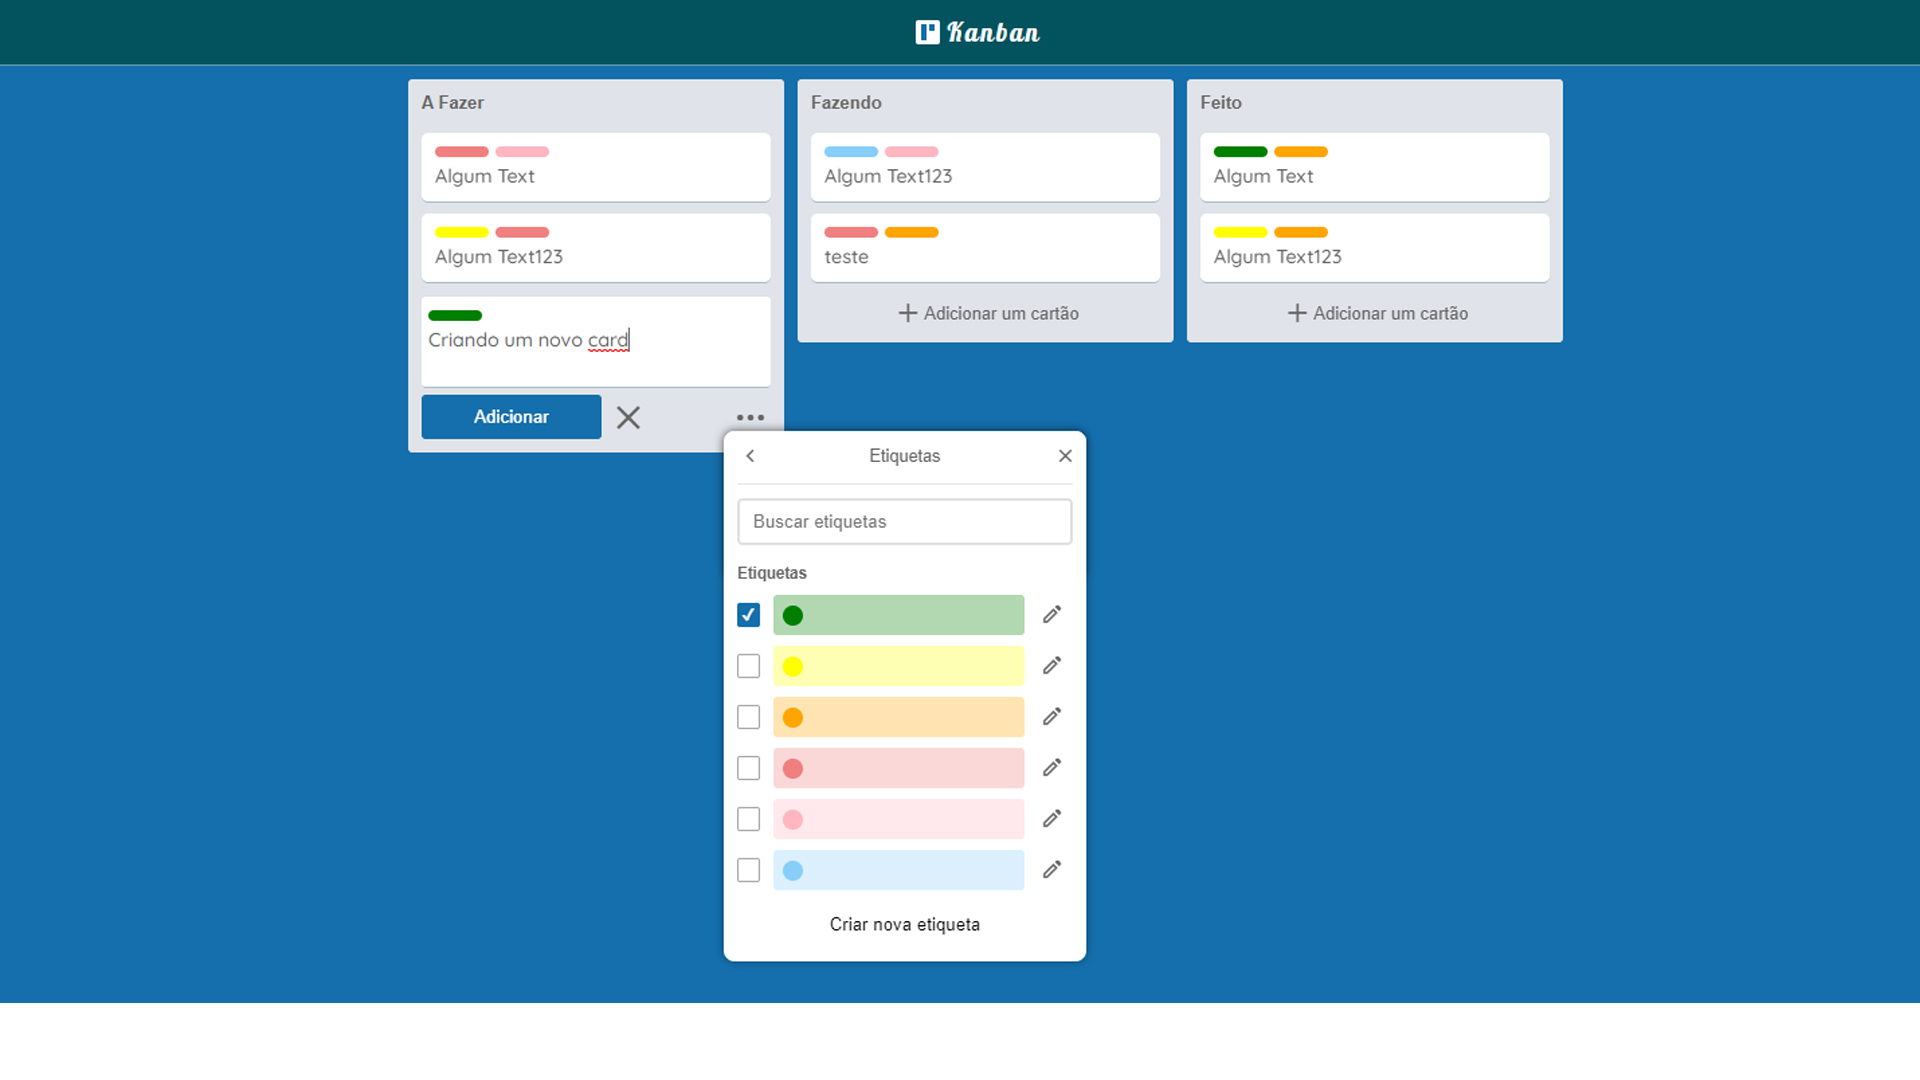 Kanban
A Fazer
Algum Text
Algum Text123
Criando um novo card
Adicionar
Fazendo
Algum Text123
teste
Adicionar um cartão
Feito
Algum Text
Algum Text123
Adicionar um cartão
Etiquetas
Buscar etiquetas
Etiquetas
Criar nova etiqueta